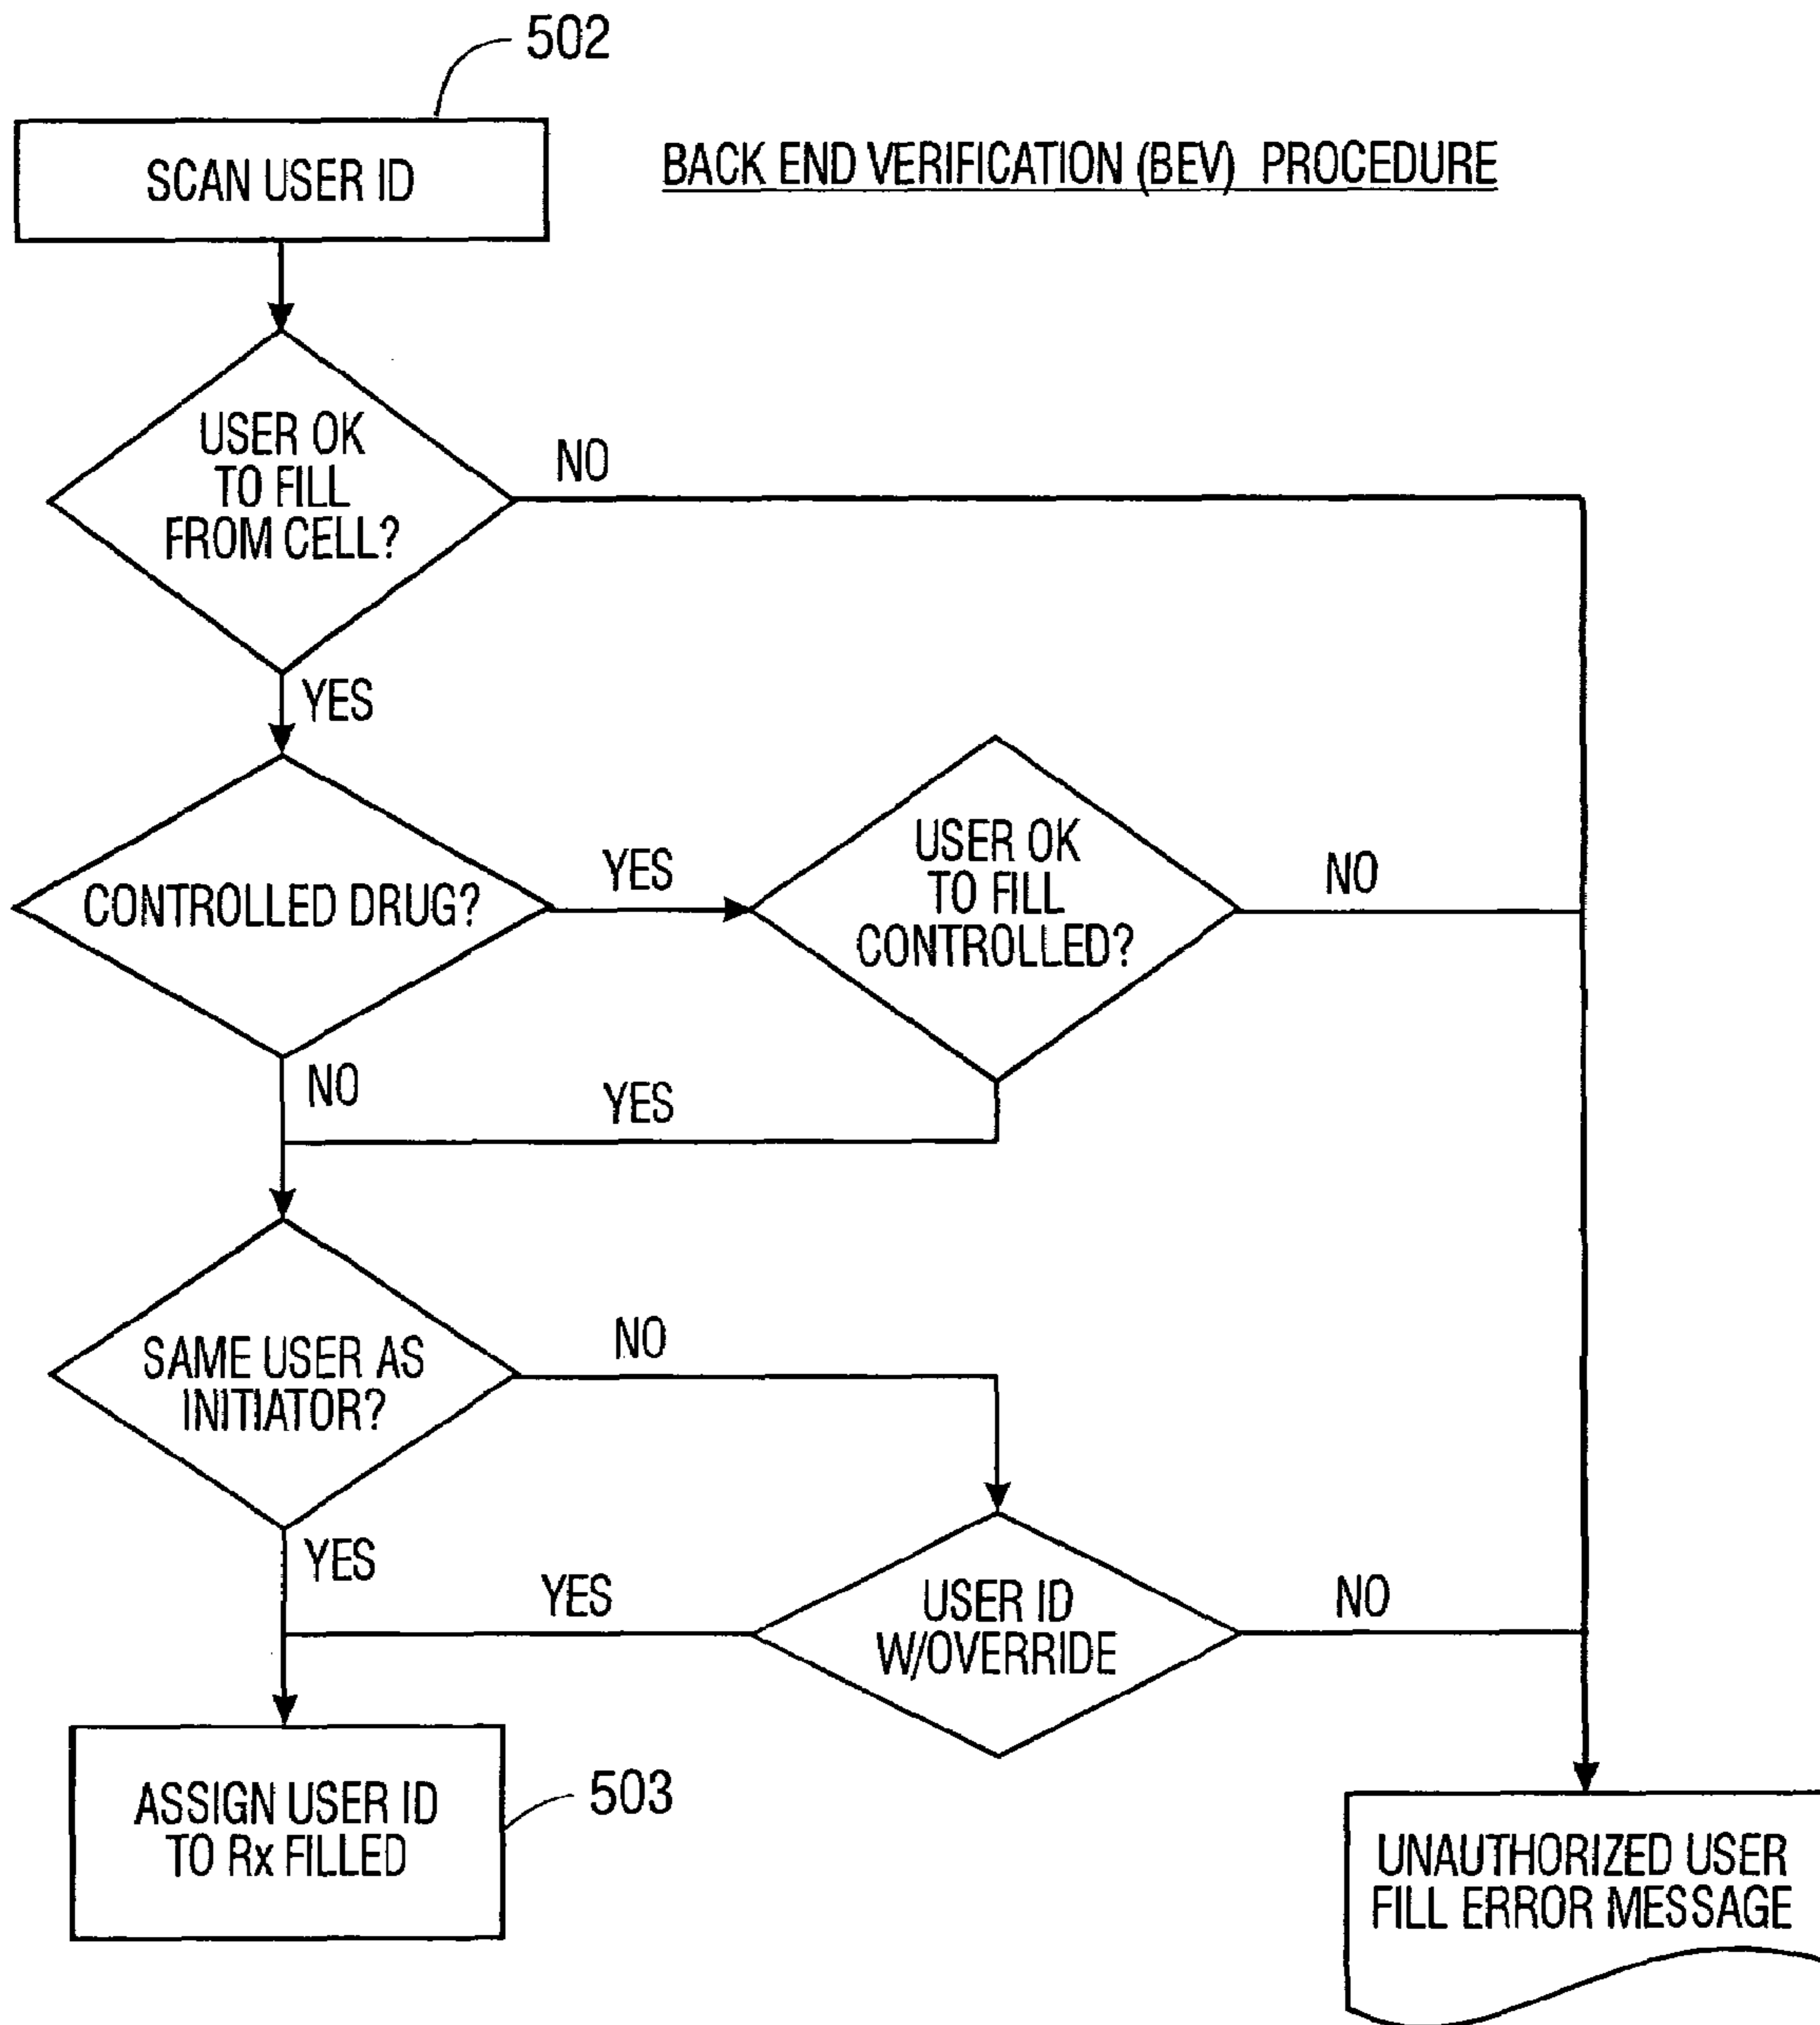 502
SCAN USER ID
BACK END VERIFICATION (BEV) PROCEDURE
USER OK
TO FILL
FROM CELL?
NO
YES
CONTROLLED DRUG?
YES
USER OK
TO FILL
CONTROLLED?
NO
NO
YES
SAME USER AS
INITIATOR?
NO
YES
YES
USER ID
W/OVERRIDE
NO
ASSIGN USER ID
TO Rx FILLED
503
UNAUTHORIZED USER
FILL ERROR MESSAGE